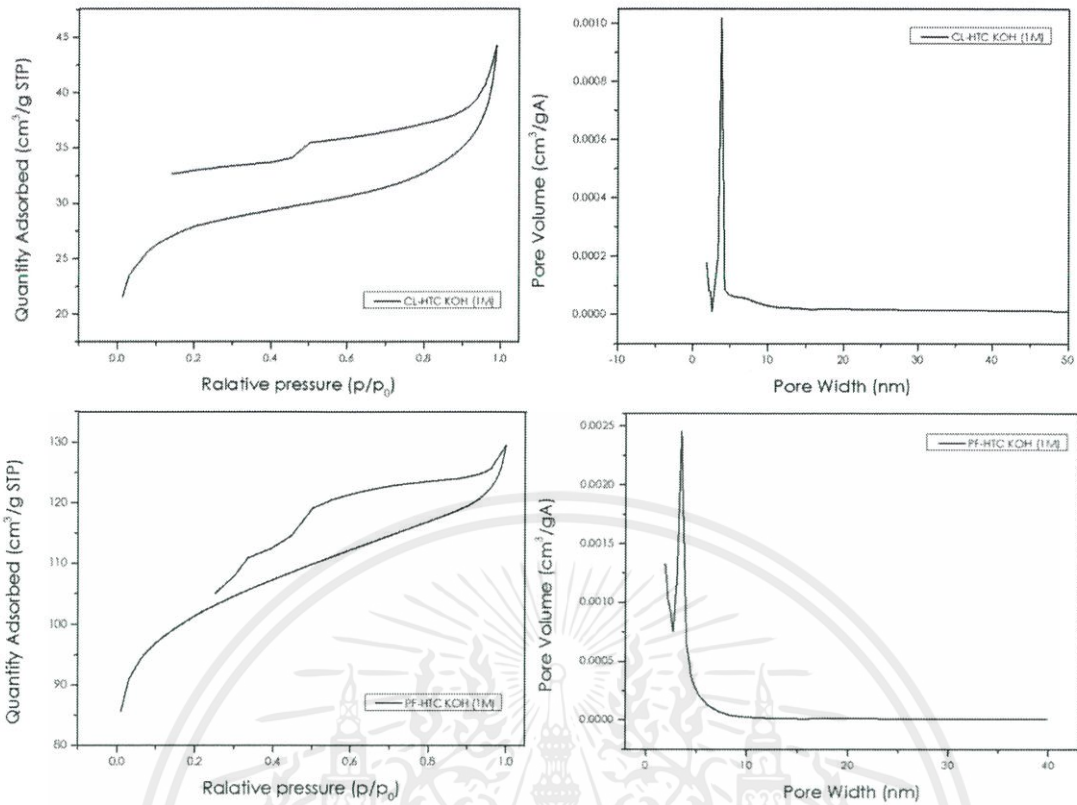 Quantity Adsorbed (cm³/g STP)
45
40
35
30
25
20
CL-HTC KOH (1M)
0.0 0.2 0.4 0.6 0.8 1.0
Ralative pressure (p/p₀)
Pore Volume (cm³/gA)
0.0010
0.0008
0.0006
0.0004
0.0002
0.0000
CL-HTC KOH (1M)
-10 0 10 20 30 40 50
Pore Width (nm)
Quantity Adsorbed (cm³/g STP)
130
120
110
100
90
80
PF-HTC KOH (1M)
0.0 0.2 0.4 0.6 0.8 1.0
Ralative pressure (p/p₀)
Pore Volume (cm³/gA)
0.0025
0.0020
0.0015
0.0010
0.0005
0.0000
PF-HTC KOH (1M)
0 10 20 30 40
Pore Width (nm)